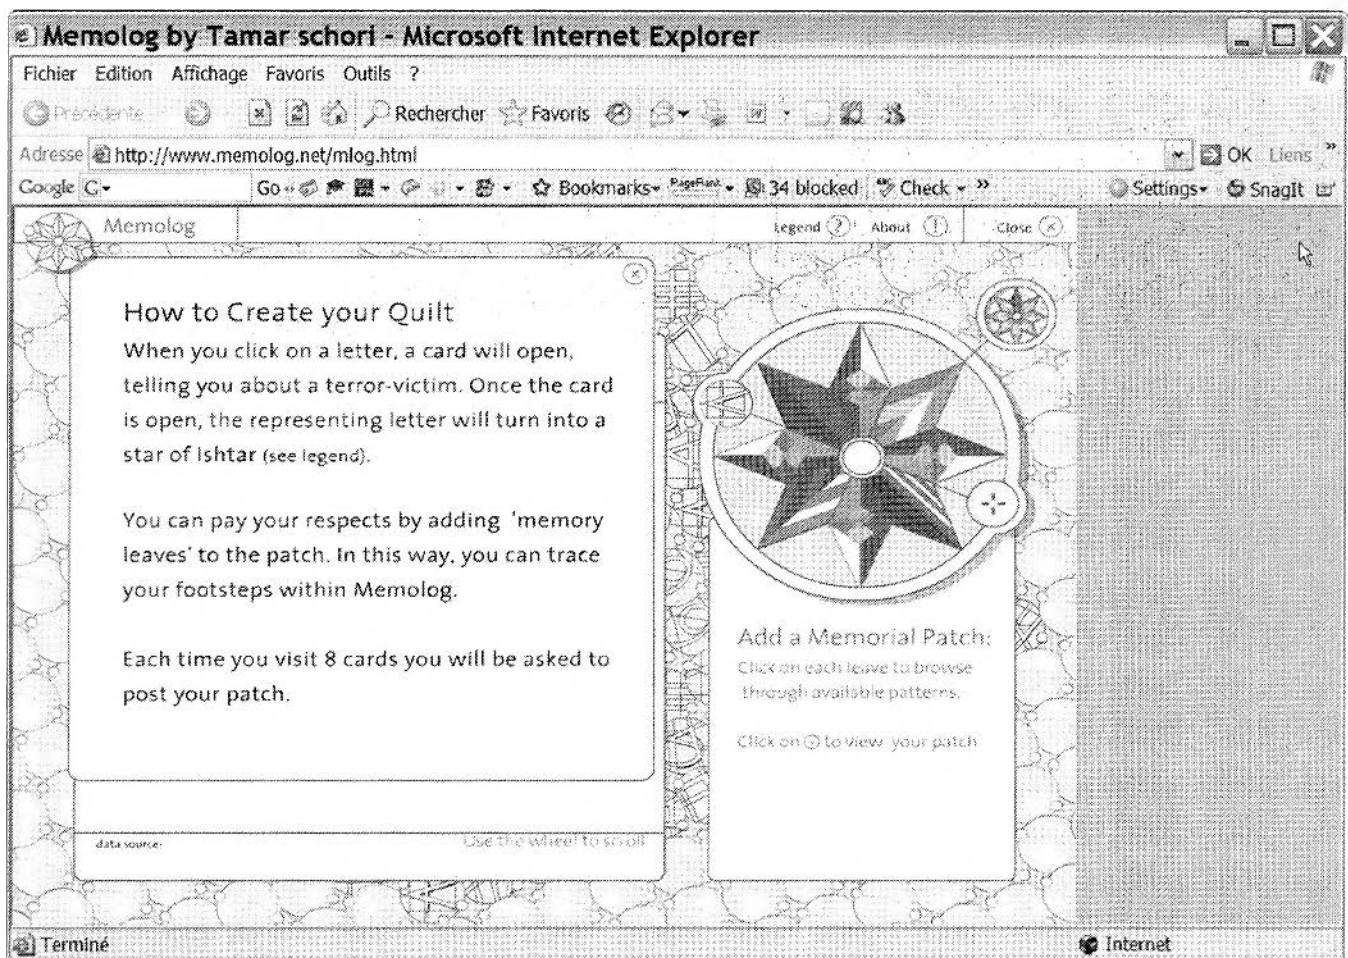 Memolog by Tamar schori - Microsoft Internet Explorer
Fichier Edition Affichage Favoris Outils ?
Précédente Rechercher Favoris
Adresse http://www.memolog.net/mlog.html OK Liens »
Google G Go 34 blocked Check » Settings SnagIt
Bookmarks PageRank
Memolog Legend ? About ! Close
How to Create your Quilt
When you click on a letter, a card will open,
telling you about a terror-victim. Once the card
is open, the representing letter will turn into a
star of Ishtar (see legend).
You can pay your respects by adding 'memory
leaves' to the patch. In this way, you can trace
your footsteps within Memolog.
Each time you visit 8 cards you will be asked to
post your patch.
data source:
Use the wheel to scroll
Add a Memorial Patch:
Click on each leave to browse
through available patterns.
Click on to view your patch
Terminé Internet